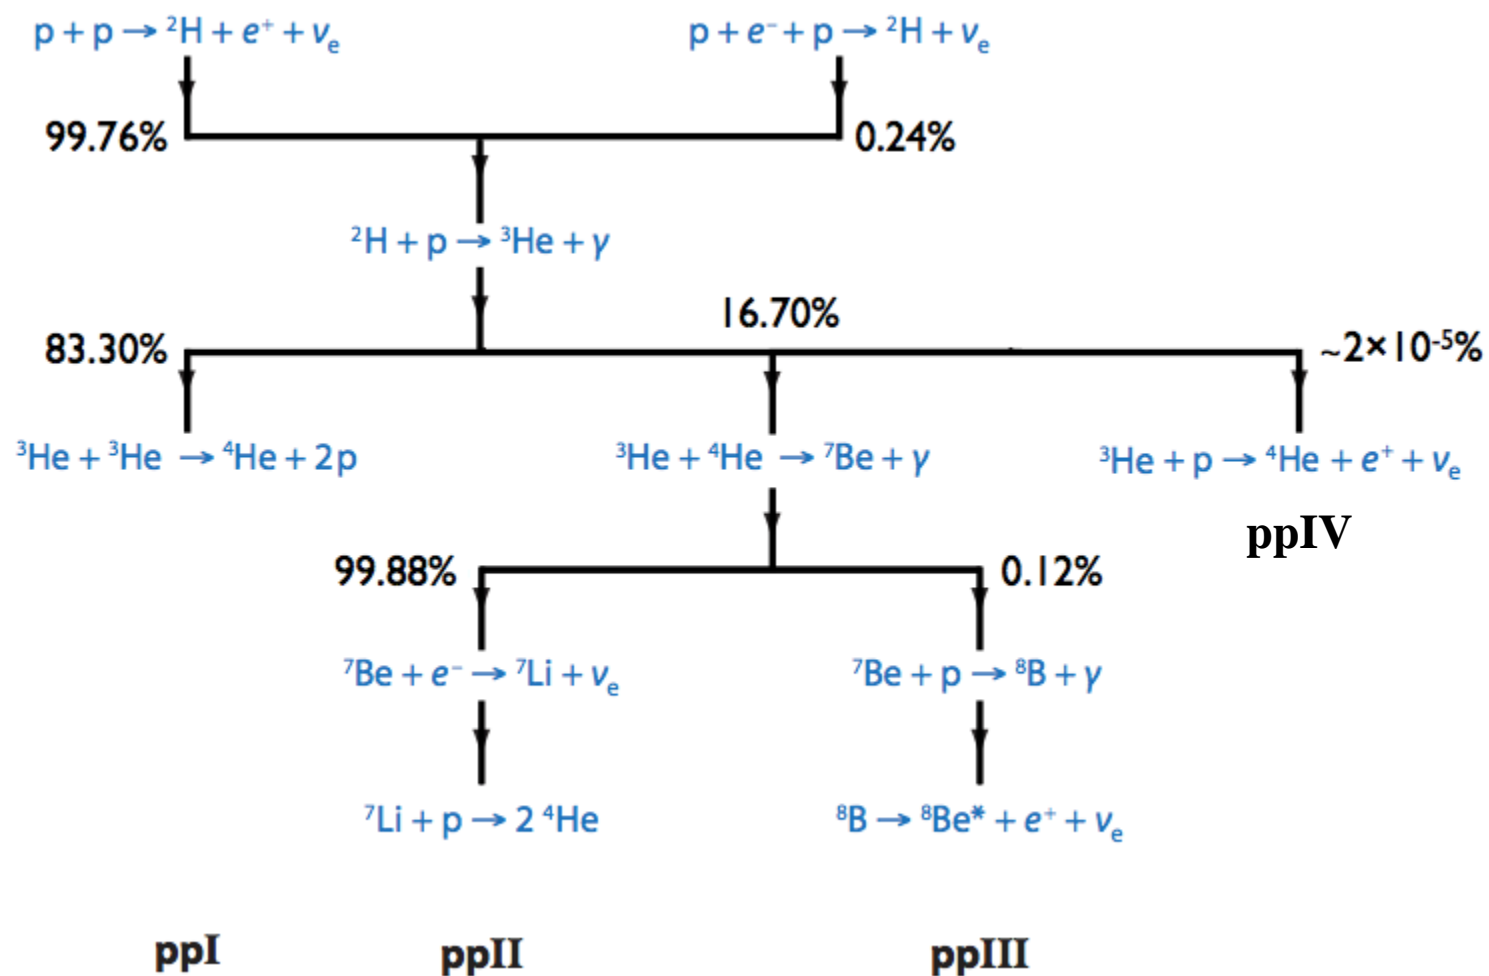 p + p → ²H + e⁺ + νₑ
p + e⁻ + p → ²H + νₑ
99.76%
0.24%
²H + p → ³He + γ
16.70%
83.30%
~2×10⁻⁵%
³He + ³He → ⁴He + 2p
³He + ⁴He → ⁷Be + γ
³He + p → ⁴He + e⁺ + νₑ
ppIV
99.88%
0.12%
⁷Be + e⁻ → ⁷Li + νₑ
⁷Be + p → ⁸B + γ
⁷Li + p → 2 ⁴He
⁸B → ⁸Be* + e⁺ + νₑ
ppI
ppII
ppIII